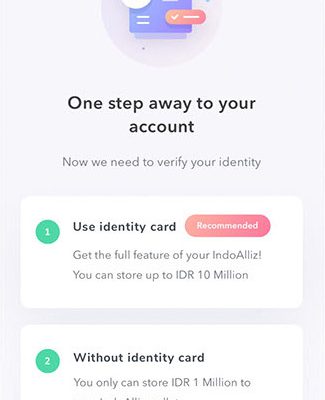 One step away to your
account
Now we need to verify your identity
1
Use identity card
Recommended
Get the full feature of your IndoAlliz!
You can store up to IDR 10 Million
2
Without identity card
You only can store IDR 1 Million to